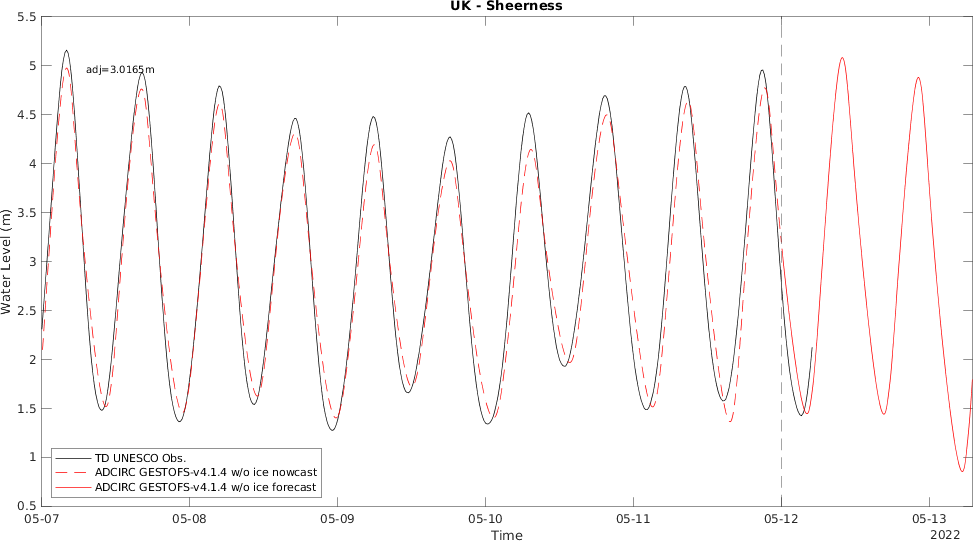 UK - Sheerness
adj=3.0165m
Water Level (m)
5.5
5
4.5
4
3.5
3
2.5
2
1.5
1
0.5
TD UNESCO Obs.
ADCIRC GESTOFS-v4.1.4 w/o ice nowcast
ADCIRC GESTOFS-v4.1.4 w/o ice forecast
05-07 05-08 05-09 05-10 05-11 05-12 05-13
Time
2022